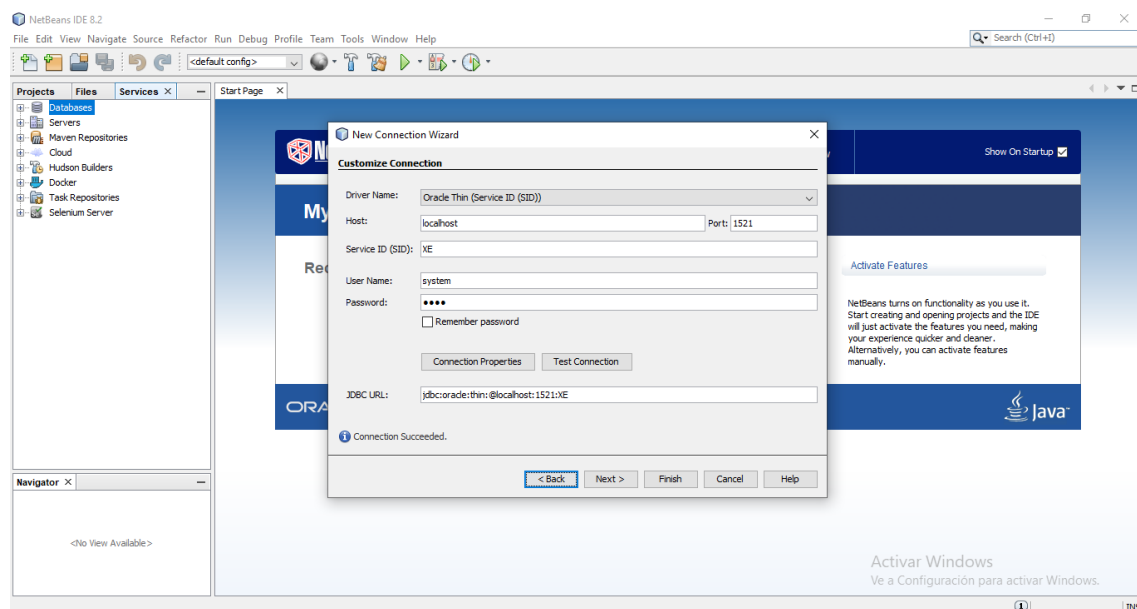 NetBeans IDE 8.2
File Edit View Navigate Source Refactor Run Debug Profile Team Tools Window Help
Search (Ctrl+I)
<default config>
Projects Files Services
Start Page
Databases
Servers
Maven Repositories
Cloud
Hudson Builders
Docker
Task Repositories
Selenium Server
Show On Startup
My
New Connection Wizard
Customize Connection
Driver Name: Oracle Thin (Service ID (SID))
Host: localhost Port: 1521
Service ID (SID): XE
User Name: system
Password: ••••
Remember password
Connection Properties Test Connection
JDBC URL: jdbc:oracle:thin:@localhost:1521:XE
Connection Succeeded.
< Back Next > Finish Cancel Help
Activate Features
NetBeans turns on functionality as you use it.
Start creating and opening projects and the IDE
will just activate the features you need, making
your experience quicker and cleaner.
Alternatively, you can activate features
manually.
Java
Navigator
<No View Available>
Activar Windows
Ve a Configuración para activar Windows.
1